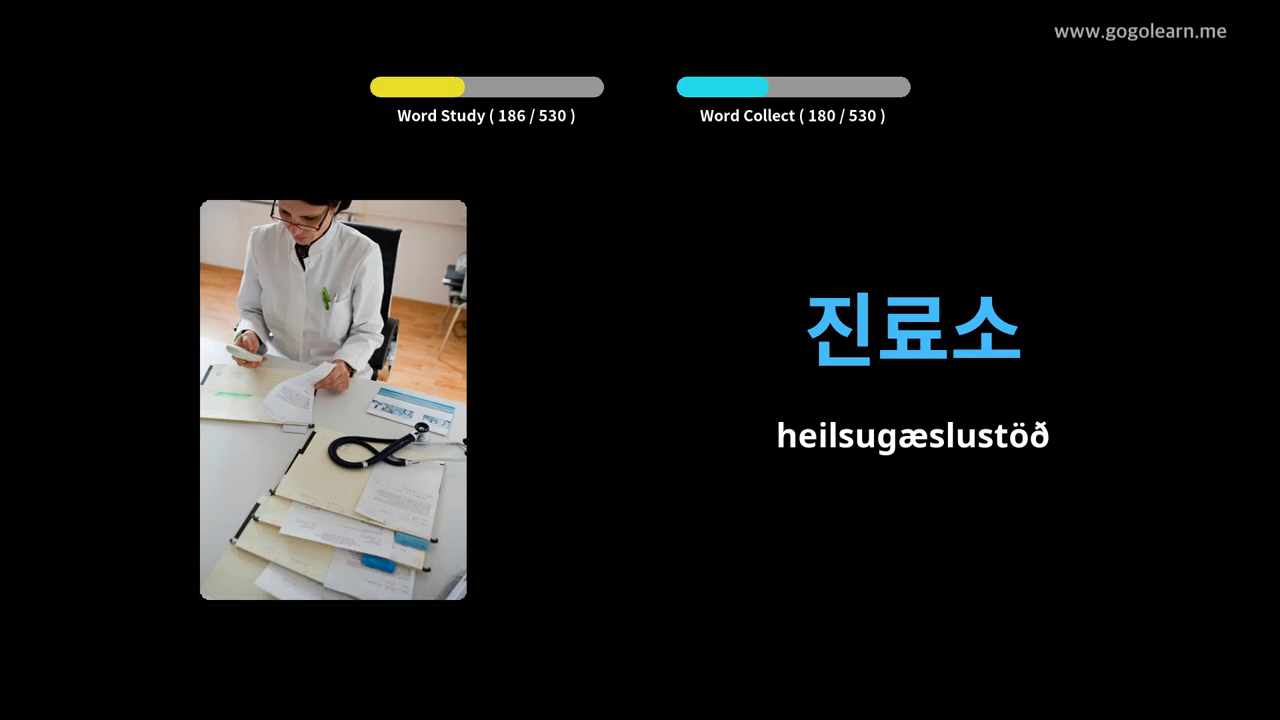 www.gogolearn.me
Word Study ( 186 / 530 )
Word Collect ( 180 / 530 )
진료소
heilsugæslustöð